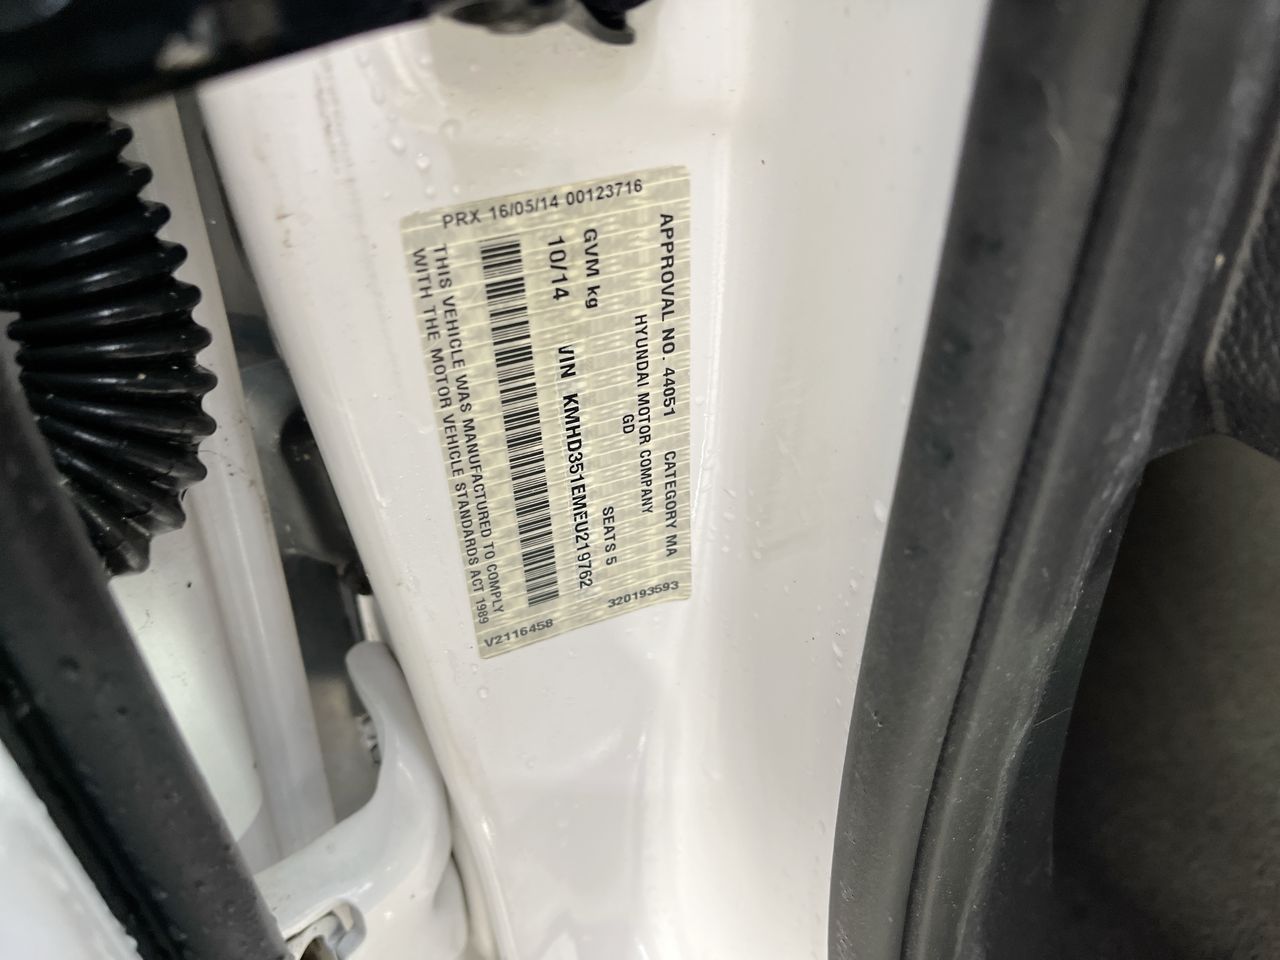 PRX 16/05/14 00123716
APPROVAL NO. 44051 CATEGORY MA
HYUNDAI MOTOR COMPANY
GD
GVM kg SEATS 5
10/14 VIN KMHD351EMEU219762
THIS VEHICLE WAS MANUFACTURED TO COMPLY
WITH THE MOTOR VEHICLE STANDARDS ACT 1989
V2116458 320193593